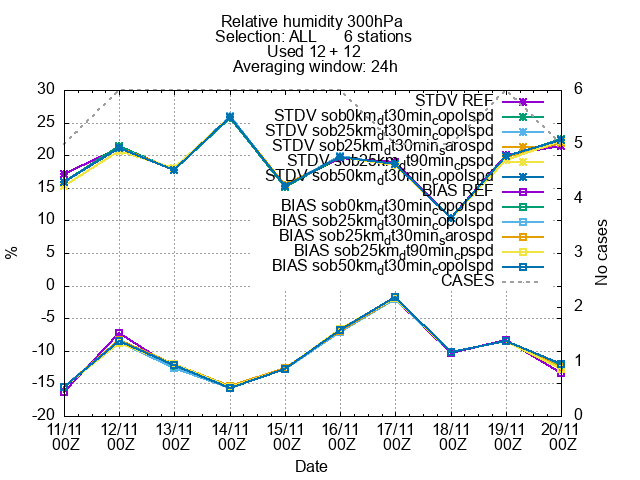 Relative humidity 300hPa
Selection: ALL 6 stations
Used 12 + 12
Averaging window: 24h
30
25
20
15
10
5
0
-5
-10
-15
-20
%
6
5
4
3
2
1
0
No cases
STDV REF
STDV sob0km_dt30min_copolspd
STDV sob25km_dt30min_copolspd
STDV sob25km_dt30min_sarospd
STDV sob25km_dt90min_cpspd
STDV sob50km_dt30min_copolspd
BIAS REF
BIAS sob0km_dt30min_copolspd
BIAS sob25km_dt30min_copolspd
BIAS sob25km_dt30min_sarospd
BIAS sob25km_dt90min_cpspd
BIAS sob50km_dt30min_copolspd
CASES
11/11 12/11 13/11 14/11 15/11 16/11 17/11 18/11 19/11 20/11
00Z 00Z 00Z 00Z 00Z 00Z 00Z 00Z 00Z 00Z
Date